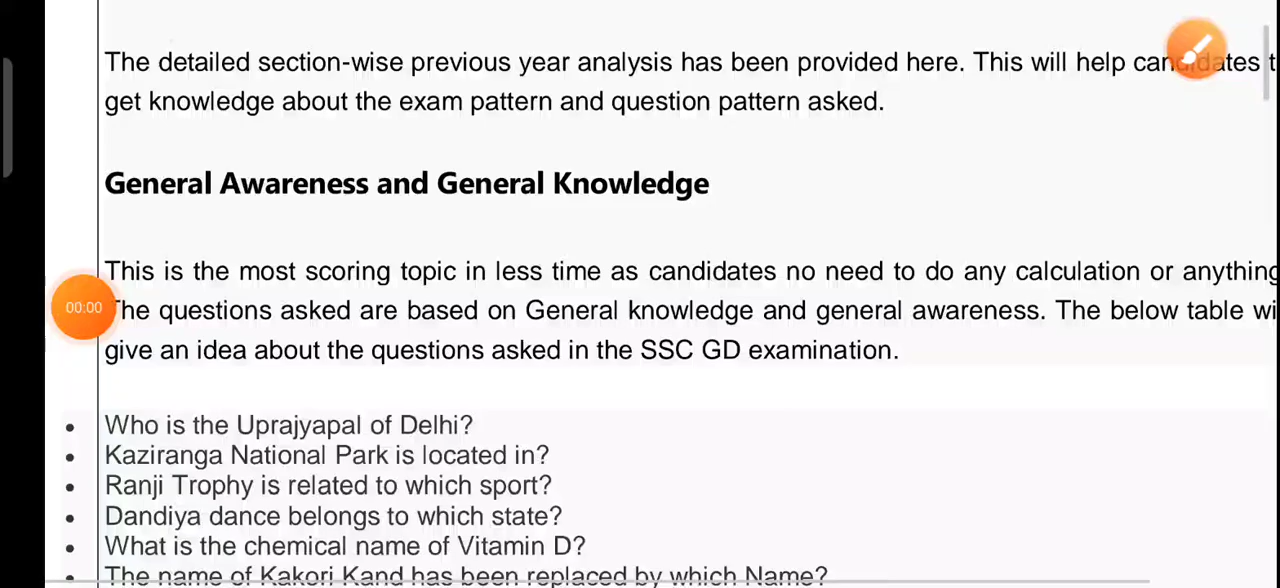 The detailed section-wise previous year analysis has been provided here. This will help candidates
get knowledge about the exam pattern and question pattern asked.
General Awareness and General Knowledge
This is the most scoring topic in less time as candidates no need to do any calculation or anything
00:00
The questions asked are based on General knowledge and general awareness. The below table
give an idea about the questions asked in the SSC GD examination.
• Who is the Uprajyapal of Delhi?
• Kaziranga National Park is located in?
• Ranji Trophy is related to which sport?
• Dandiya dance belongs to which state?
• What is the chemical name of Vitamin D?
• The name of Kakori Kand has been replaced by which Name?